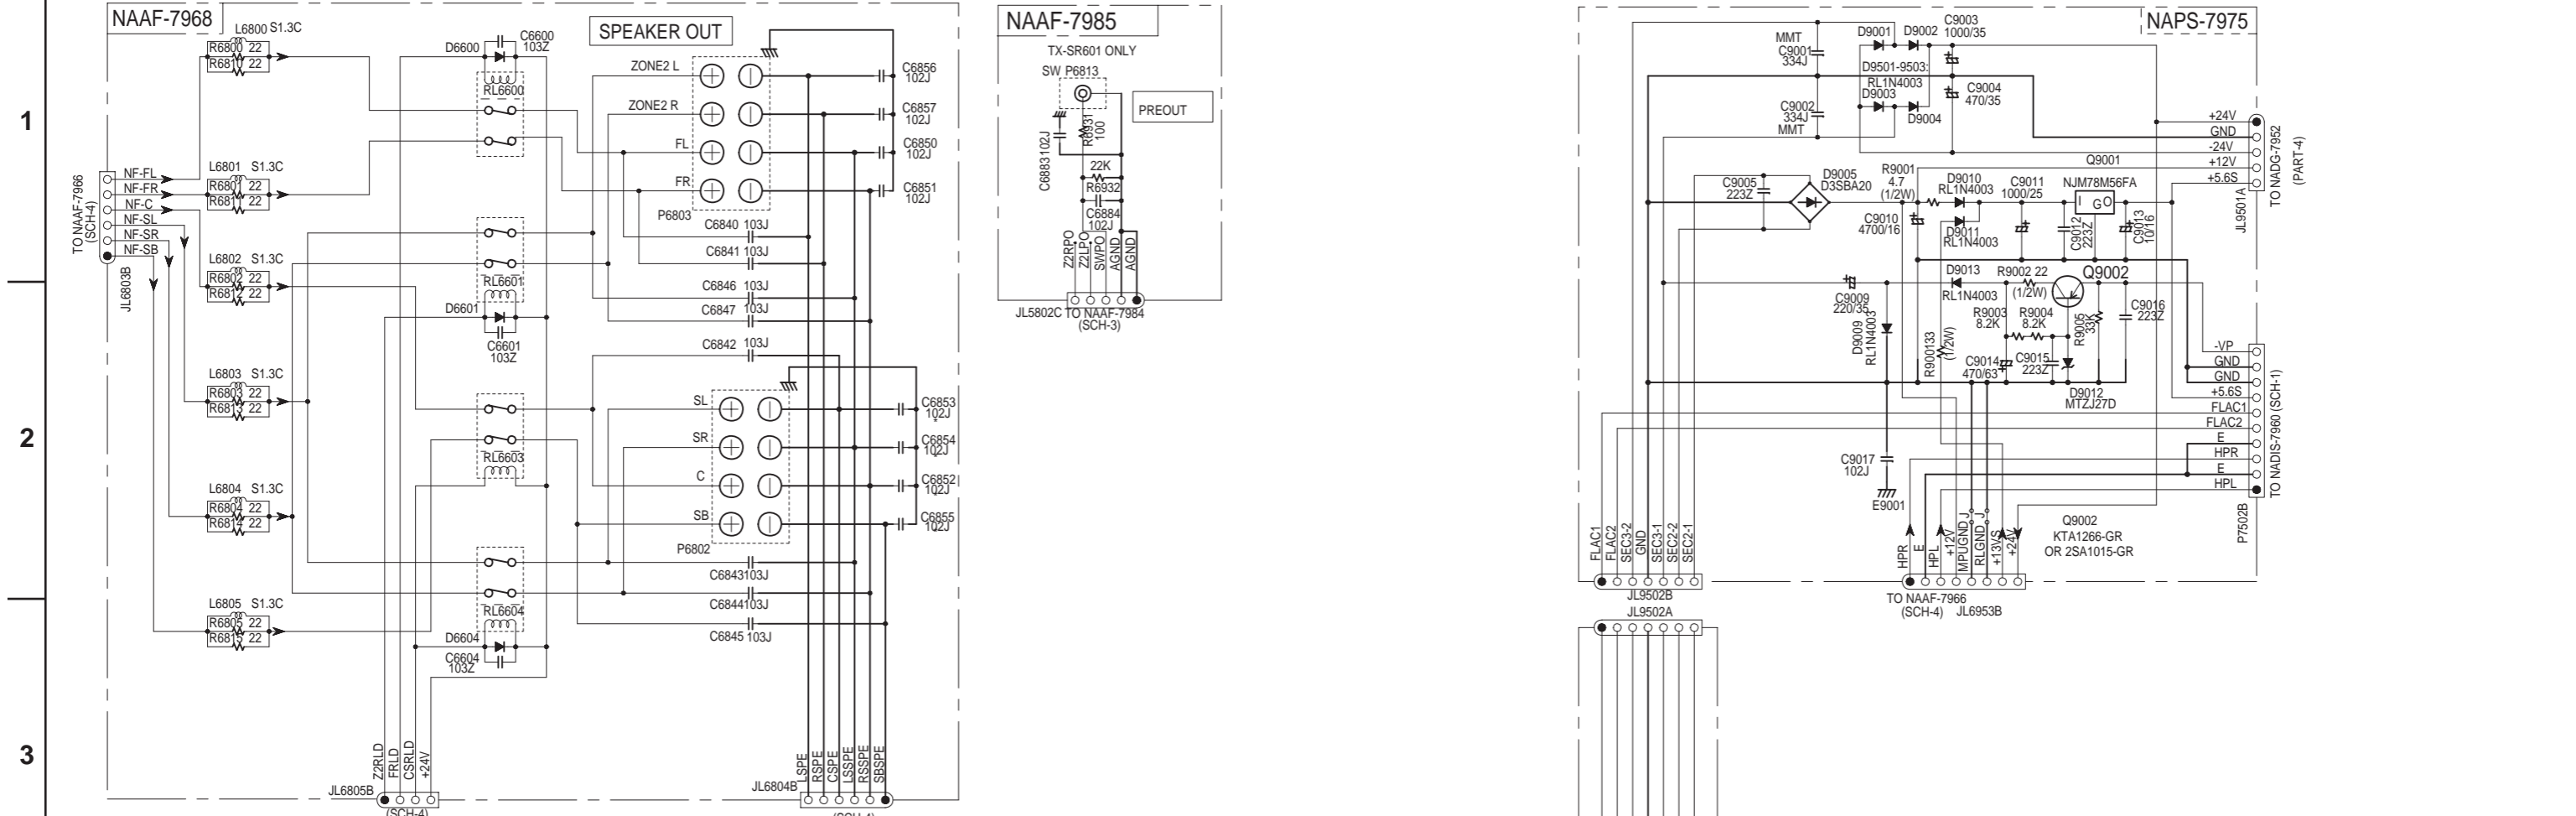 1
2
3
NAAF-7968
SPEAKER OUT
L6800 S1.3C
R6800 22
R6810 22
D6600
C6600
103Z
RL6600
ZONE2 L
ZONE2 R
FL
FR
P6803
C6856
102J
C6857
102J
C6850
102J
C6851
102J
TO NAAF-7966
(SCH-4)
NF-FL
NF-FR
NF-C
NF-SL
NF-SR
NF-SB
JL6803B
L6801 S1.3C
R6801 22
R6811 22
L6802 S1.3C
R6802 22
R6812 22
RL6601
D6601
C6601
103Z
C6840 103J
C6841 103J
C6846 103J
C6847 103J
C6842 103J
L6803 S1.3C
R6803 22
R6813 22
RL6603
SL
SR
C
SB
P6802
C6853
102J
C6854
102J
C6852
102J
C6855
102J
L6804 S1.3C
R6804 22
R6814 22
C6843103J
C6844103J
C6845 103J
L6805 S1.3C
R6805 22
R6815 22
RL6604
D6604
C6604
103Z
Z2RLD
FRLD
CSRLD
+24V
JL6805B
(SCH-4)
LSPE
RSPE
CSPE
LSSPE
RSSPE
SBSPE
JL6804B
(SCH-4)
NAAF-7985
TX-SR601 ONLY
SW P6813
PREOUT
C6883102J
R6931
100
22K
R6932
C6884
102J
Z2RPO
Z2LPO
SWPO
AGND
AGND
JL5802C TO NAAF-7984
(SCH-3)
NAPS-7975
MMT
C9001
334J
D9001
D9002
C9003
1000/35
D9501-9503:
RL1N4003
D9003
D9004
C9004
470/35
C9002
334J
MMT
+24V
GND
-24V
+12V
+5.6S
JL9501A
TO NADG-7952
(PART-4)
C9005
223Z
D9005
D3SBA20
R9001
4.7
(1/2W)
D9010
RL1N4003
C9011
1000/25
Q9001
NJM78M56FA
I G O
C9010
4700/16
D9011
RL1N4003
C9012
223Z
C9013
10/16
D9013
RL1N4003
R9002 22
(1/2W)
Q9002
C9009
220/35
D9009
RL1N4003
R900133
(1/2W)
R9003
8.2K
R9004
8.2K
R9005
33K
C9016
223Z
C9014
470/63
C9015
223Z
D9012
MTZJ27D
-VP
GND
GND
+5.6S
FLAC1
FLAC2
E
HPR
E
HPL
P7502B
TO NADIS-7960 (SCH-1)
C9017
102J
E9001
Q9002
KTA1266-GR
OR 2SA1015-GR
FLAC1
FLAC2
SEC3-2
GND
SEC3-1
SEC2-2
SEC2-1
JL9502B
JL9502A
HPR
E
HPL
+12V
MPUGND J
RLGND J
+13VS
+24V
TO NAAF-7966
(SCH-4) JL6953B